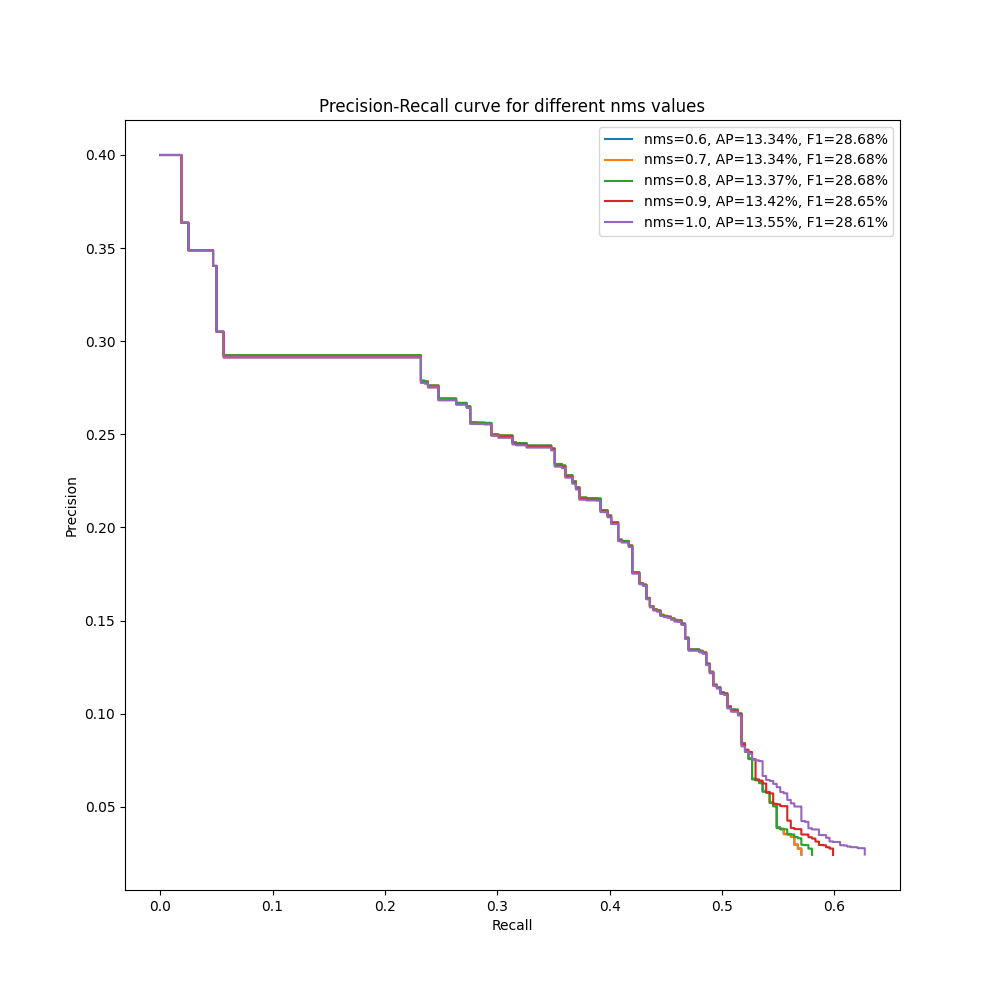 Precision-Recall curve for different nms values
nms=0.6, AP=13.34%, F1=28.68%
nms=0.7, AP=13.34%, F1=28.68%
nms=0.8, AP=13.37%, F1=28.68%
nms=0.9, AP=13.42%, F1=28.65%
nms=1.0, AP=13.55%, F1=28.61%
0.40
0.35
0.30
0.25
0.20
0.15
0.10
0.05
Precision
0.0 0.1 0.2 0.3 0.4 0.5 0.6
Recall